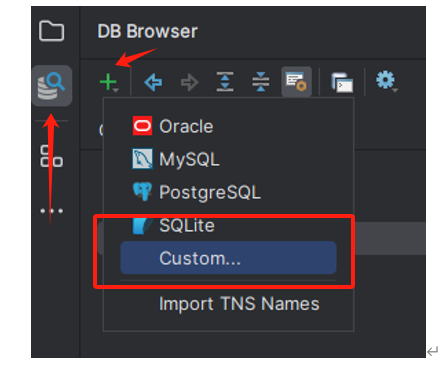 DB Browser
Oracle
MySQL
PostgreSQL
SQLite
Custom...
Import TNS Names